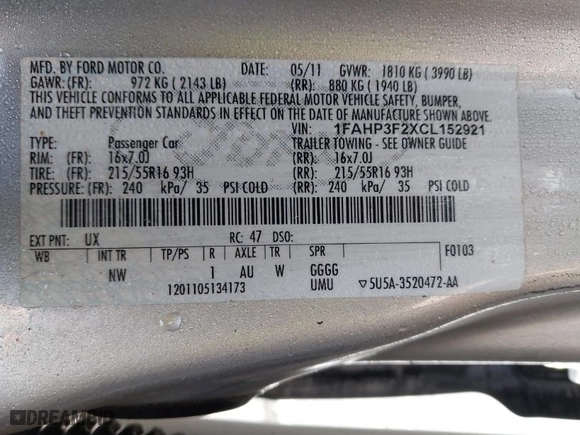 MFD. BY FORD MOTOR CO. DATE: 05/11 GVWR: 1810 KG ( 3990 LB)
GAWR: (FR): 972 KG ( 2143 LB) (RR): 880 KG ( 1940 LB)
THIS VEHICLE CONFORMS TO ALL APPLICABLE FEDERAL MOTOR VEHICLE SAFETY, BUMPER,
AND THEFT PREVENTION STANDARDS IN EFFECT ON THE DATE OF MANUFACTURE SHOWN ABOVE.
VIN: 1FAHP3F2XCL152921
TYPE: Passenger Car TRAILER TOWING - SEE OWNER GUIDE
RIM: (FR): 16x7.0J (RR): 16x7.0J
TIRE: (FR): 215/55R16 93H (RR): 215/55R16 93H
PRESSURE: (FR): 240 kPa/ 35 PSI COLD (RR): 240 kPa/ 35 PSI COLD
EXT PNT: UX RC: 47 DSO:
WB INT TR TP/PS R AXLE TR SPR F0103
NW 1 AU W GGGG
1201105134173 UMU ▽5U5A-3520472-AA
DREAMBID